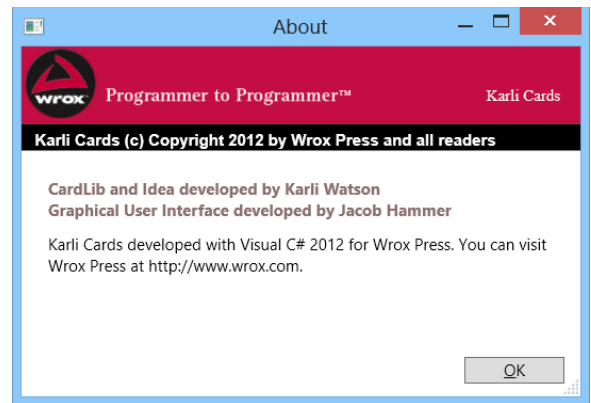 About
wrox
Programmer to Programmer™
Karli Cards
Karli Cards (c) Copyright 2012 by Wrox Press and all readers
CardLib and Idea developed by Karli Watson
Graphical User Interface developed by Jacob Hammer
Karli Cards developed with Visual C# 2012 for Wrox Press. You can visit
Wrox Press at http://www.wrox.com.
OK